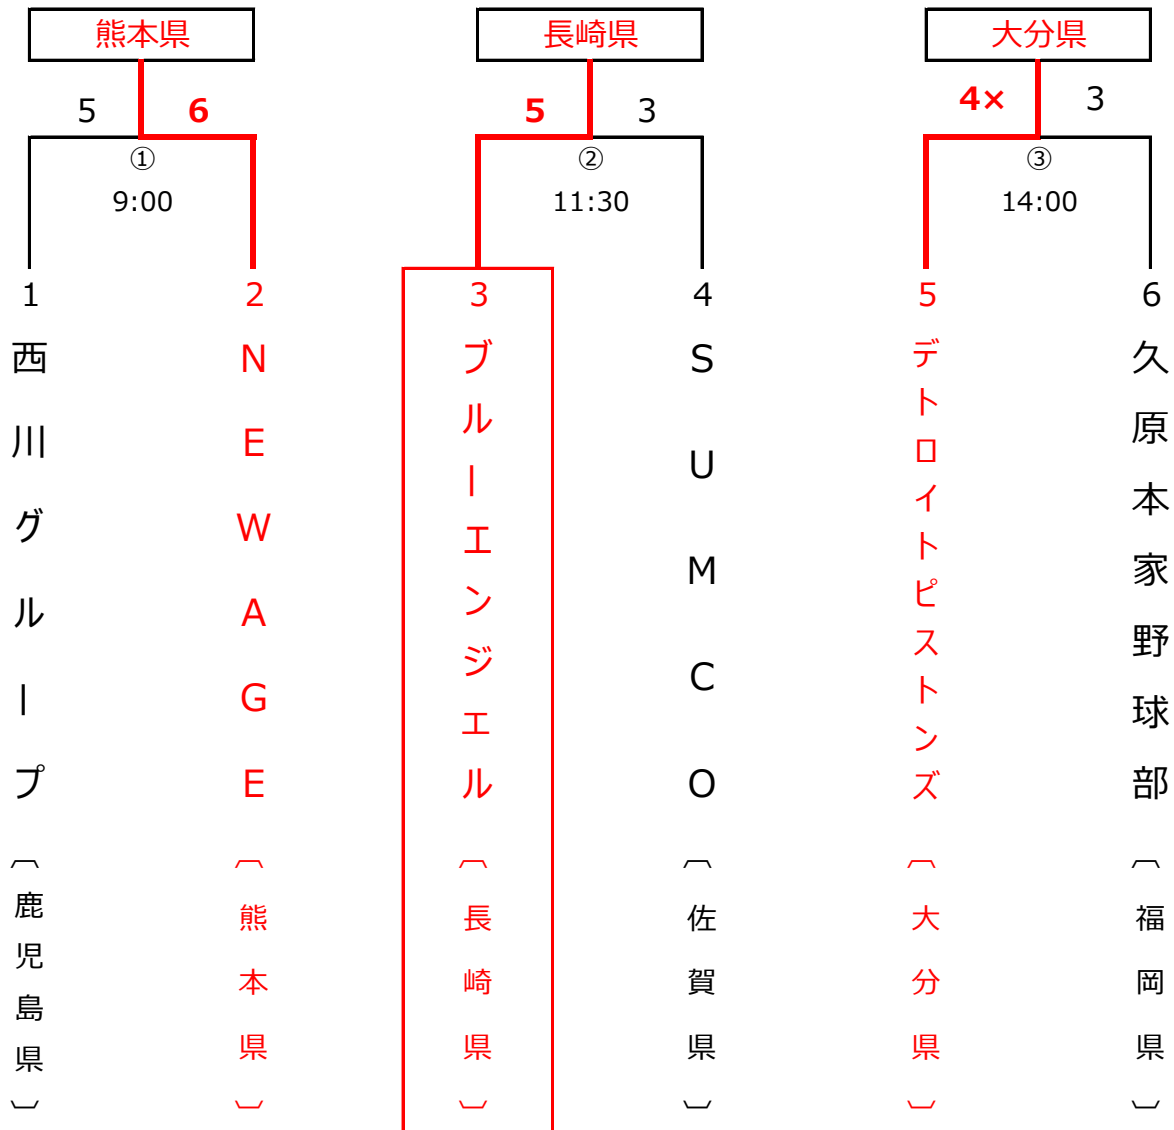 熊本県
長崎県
大分県
5 6
5 3
4× 3
①
②
③
9:00
11:30
14:00
1
2
3
4
5
6
西川グループ〔鹿児島県〕
NEWAGE〔熊本県〕
ブルーエンジェル〔長崎県〕
SUMCO〔佐賀県〕
デトロイトピストンズ〔大分県〕
久原本家野球部〔福岡県〕